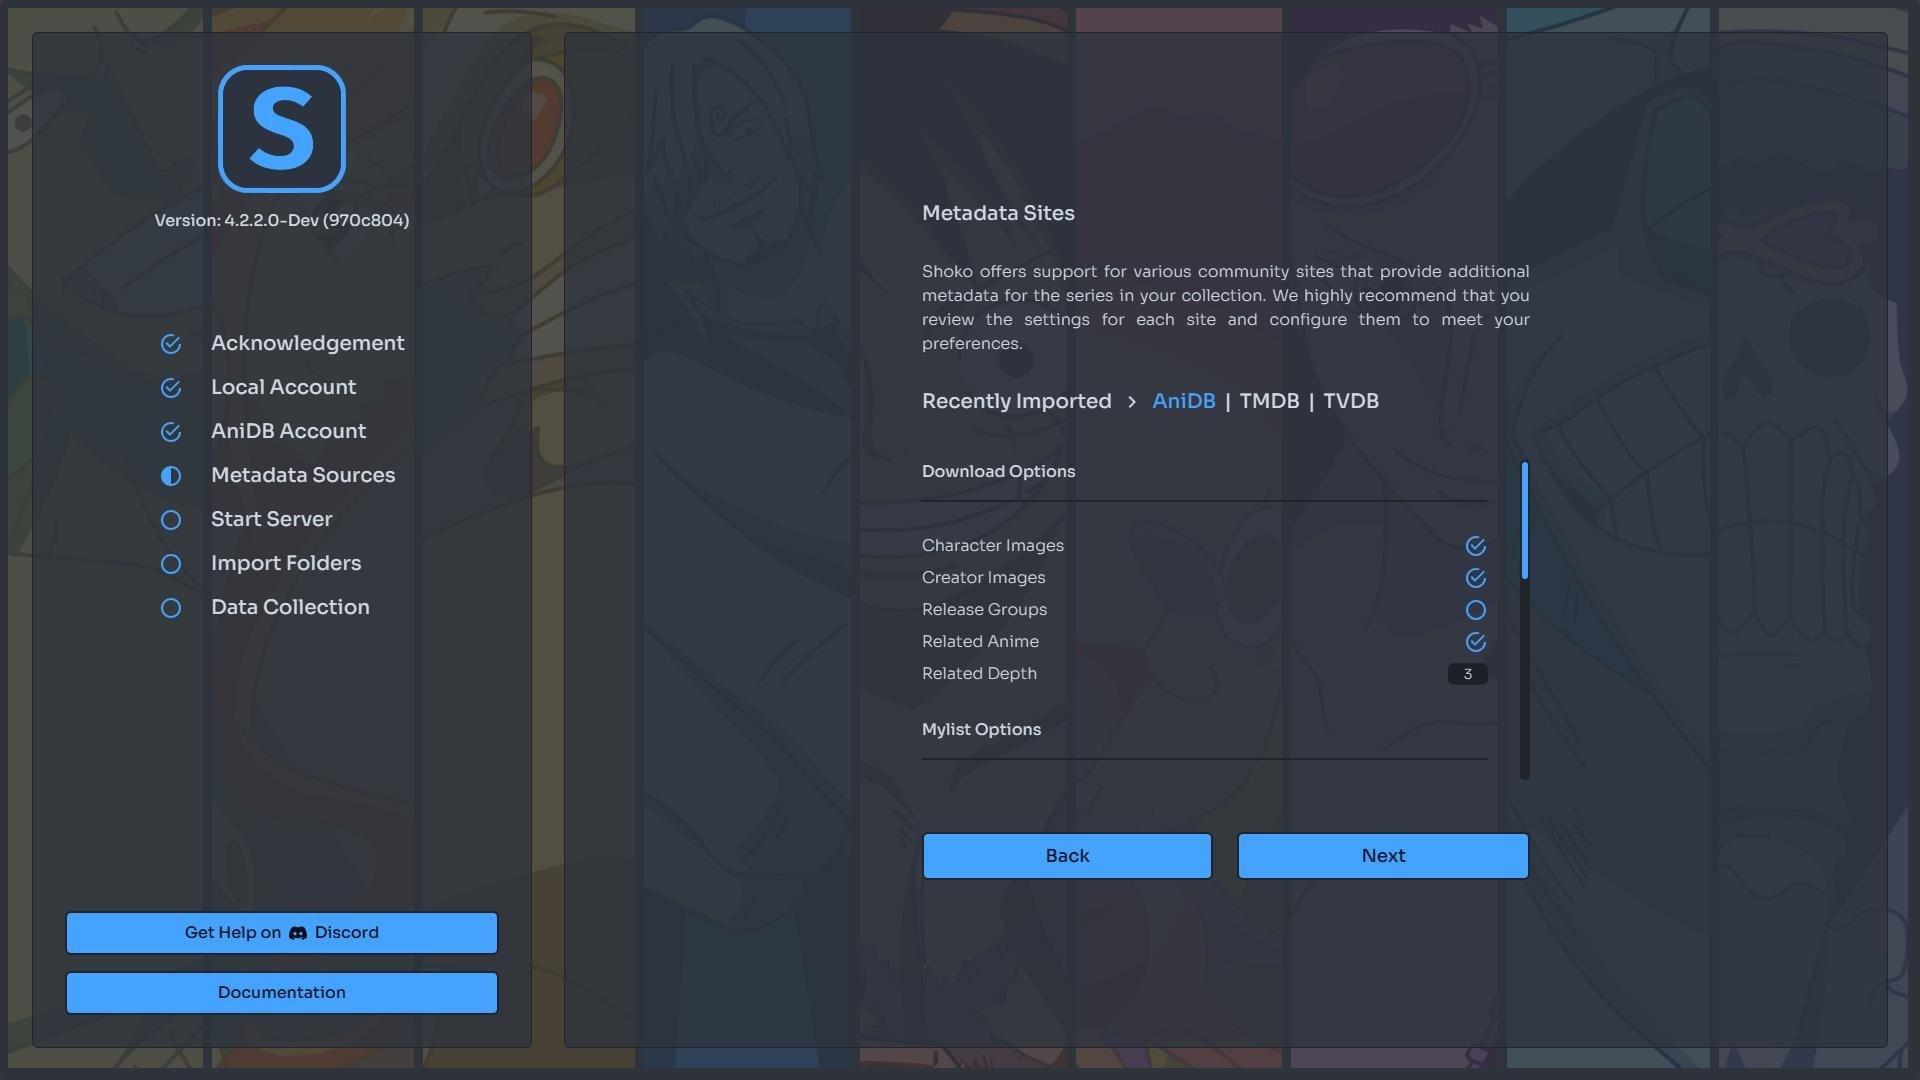 S
Version: 4.2.2.0-Dev (970c804)
Acknowledgement
Local Account
AniDB Account
Metadata Sources
Start Server
Import Folders
Data Collection
Get Help on Discord
Documentation
Metadata Sites
Shoko offers support for various community sites that provide additional
metadata for the series in your collection. We highly recommend that you
review the settings for each site and configure them to meet your
preferences.
Recently Imported > AniDB | TMDB | TVDB
Download Options
Character Images
Creator Images
Release Groups
Related Anime
Related Depth 3
Mylist Options
Back Next